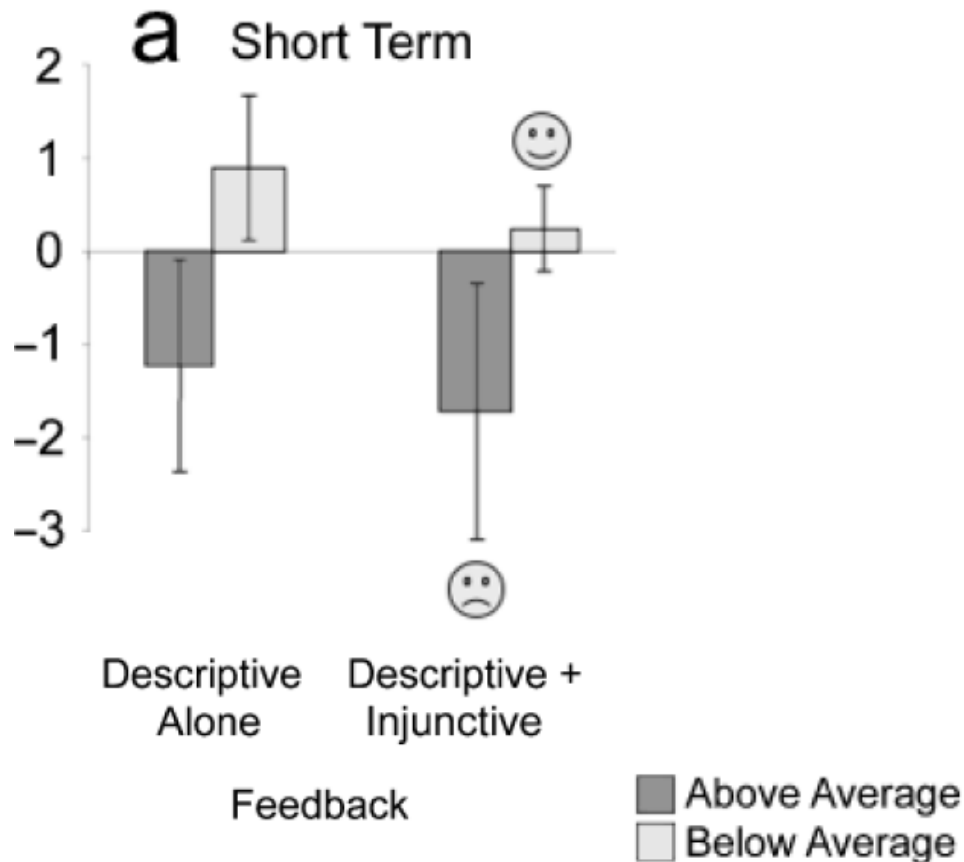 a Short Term
2
1
0
−1
−2
−3
Descriptive Alone
Descriptive + Injunctive
Feedback
Above Average
Below Average